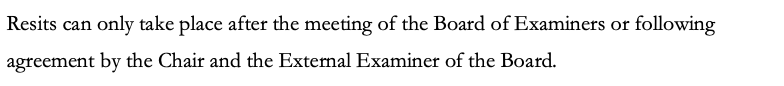 Resits can only take place after the meeting of the Board of Examiners or following
agreement by the Chair and the External Examiner of the Board.